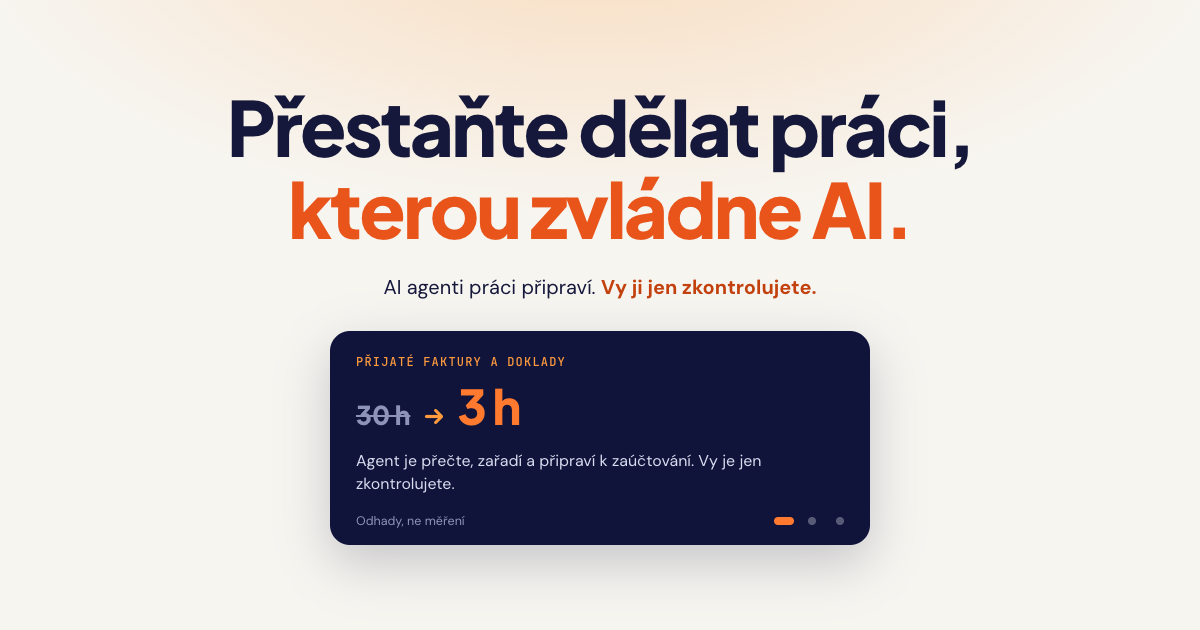 Přestaňte dělat práci,
kterou zvládne AI.
AI agenti práci připraví. Vy ji jen zkontrolujete.
PŘIJATÉ FAKTURY A DOKLADY
30 h → 3 h
Agent je přečte, zařadí a připraví k zaúčtování. Vy je jen
zkontrolujete.
Odhady, ne měření